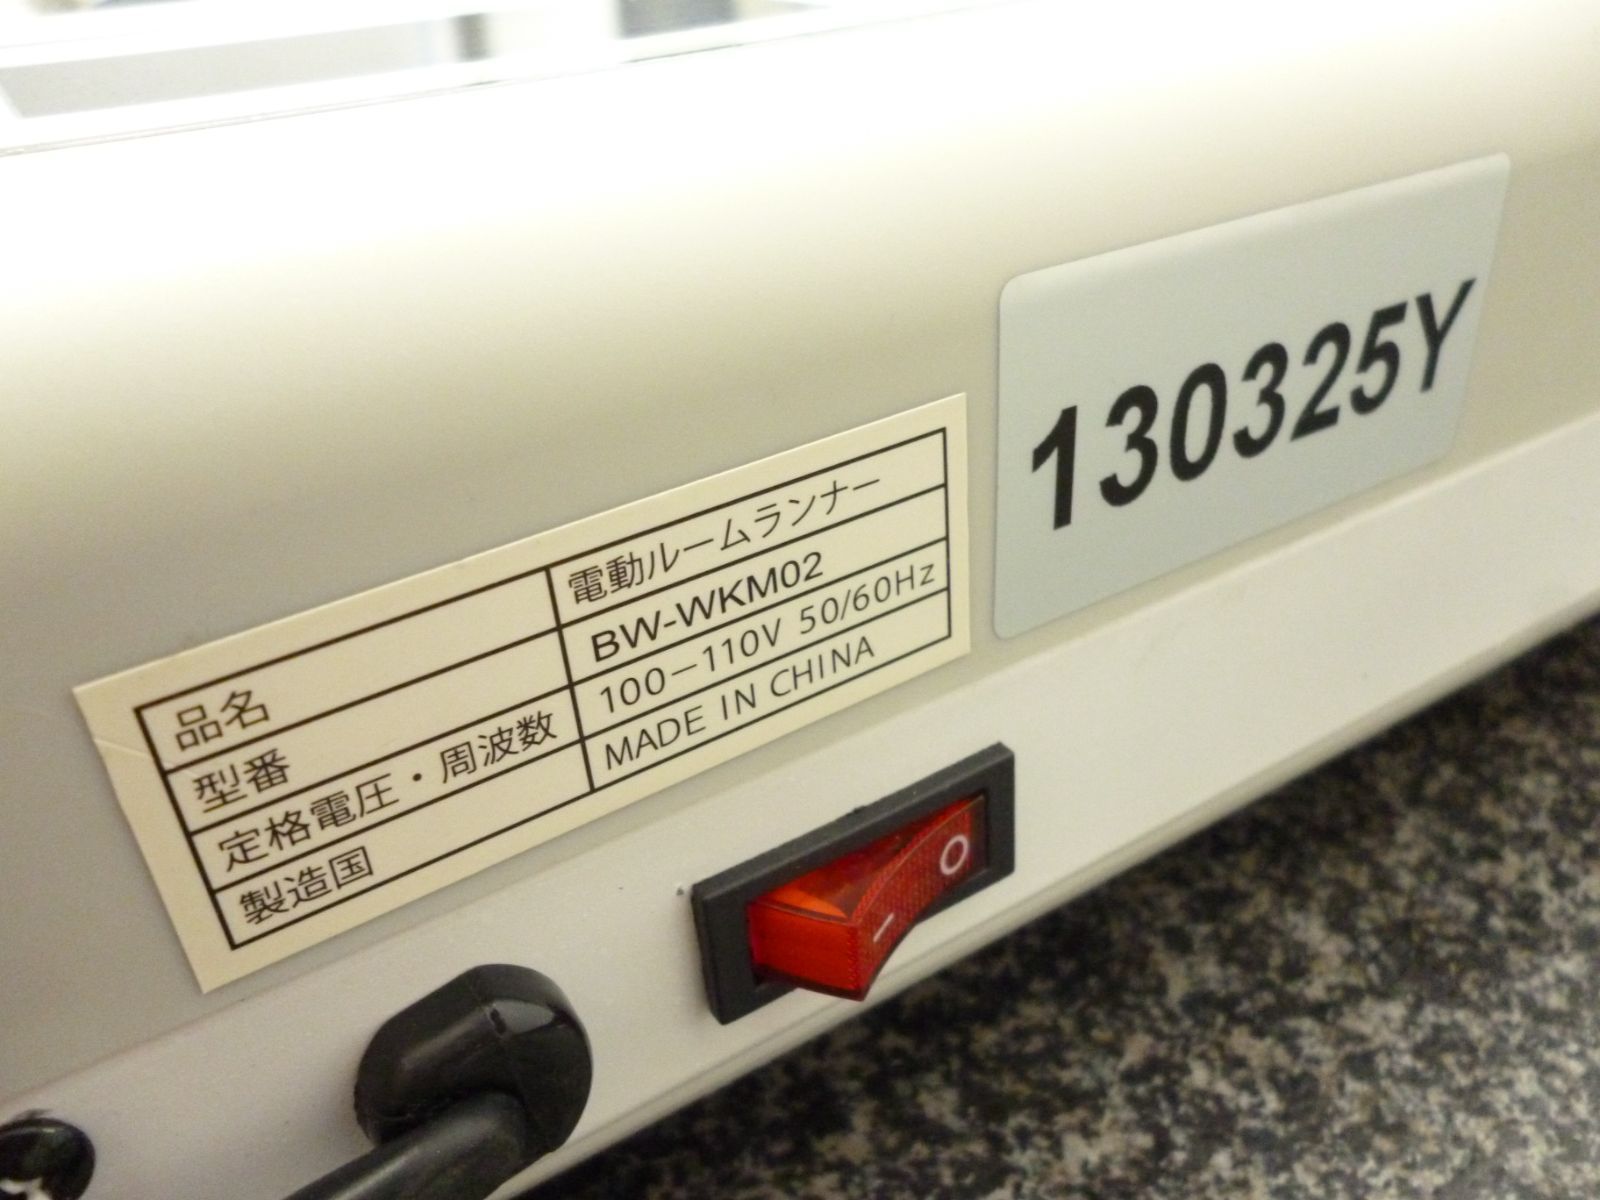 品名 電動ルームランナー
型番 BW-WKM02
定格電圧・周波数 100-110V 50/60Hz
製造国 MADE IN CHINA
130325Y
— O